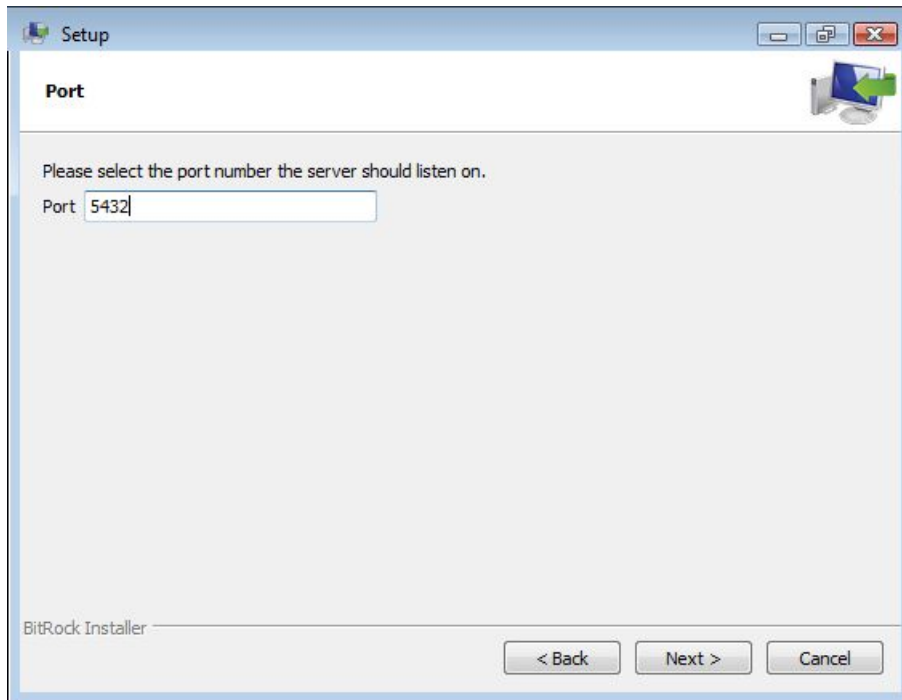 Setup
Port
Please select the port number the server should listen on.
Port 5432
BitRock Installer
< Back Next > Cancel